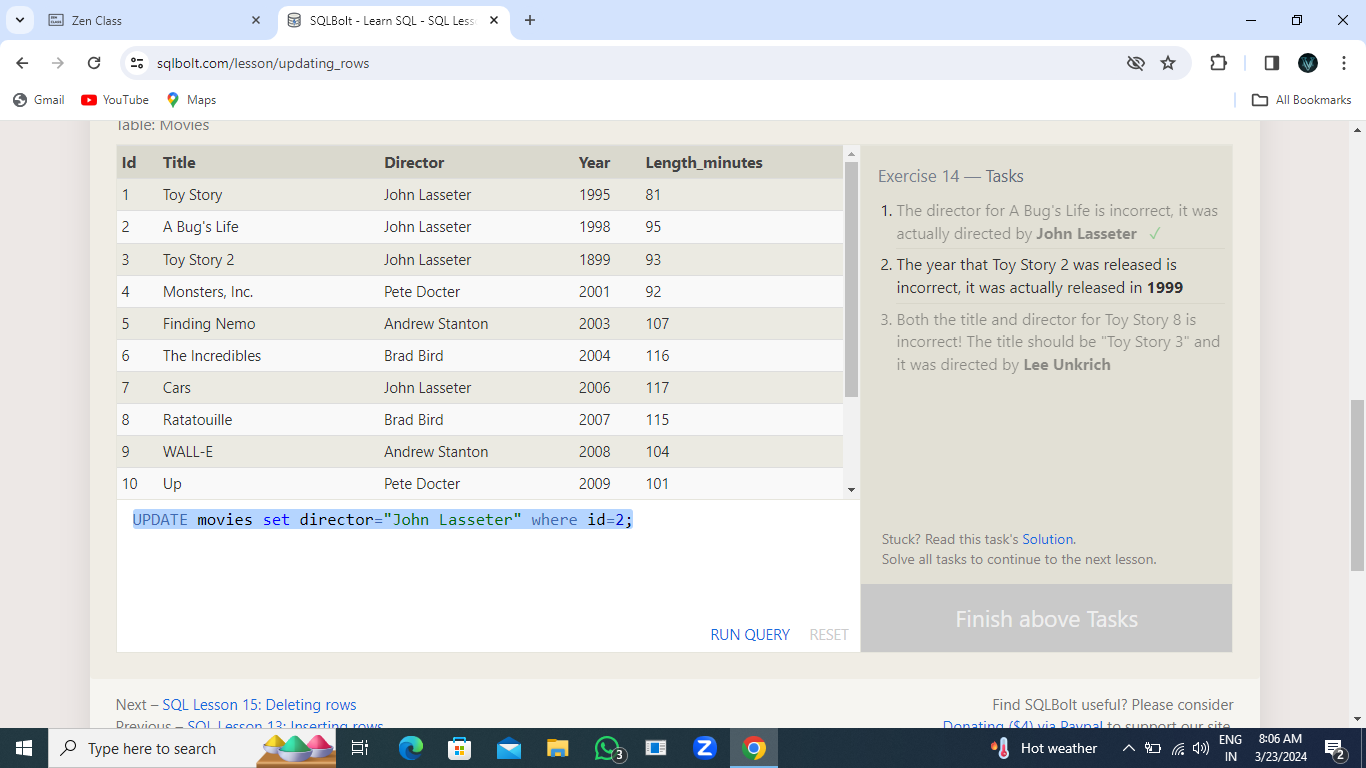 Zen Class
SQLBolt - Learn SQL - SQL Less
sqlbolt.com/lesson/updating_rows
Gmail YouTube Maps All Bookmarks
Table: Movies
Id Title Director Year Length_minutes
1 Toy Story John Lasseter 1995 81
2 A Bug's Life John Lasseter 1998 95
3 Toy Story 2 John Lasseter 1899 93
4 Monsters, Inc. Pete Docter 2001 92
5 Finding Nemo Andrew Stanton 2003 107
6 The Incredibles Brad Bird 2004 116
7 Cars John Lasseter 2006 117
8 Ratatouille Brad Bird 2007 115
9 WALL-E Andrew Stanton 2008 104
10 Up Pete Docter 2009 101
UPDATE movies set director="John Lasseter" where id=2;
RUN QUERY RESET
Exercise 14 — Tasks
1. The director for A Bug's Life is incorrect, it was
actually directed by John Lasseter ✓
2. The year that Toy Story 2 was released is
incorrect, it was actually released in 1999
3. Both the title and director for Toy Story 8 is
incorrect! The title should be "Toy Story 3" and
it was directed by Lee Unkrich
Stuck? Read this task's Solution.
Solve all tasks to continue to the next lesson.
Finish above Tasks
Next – SQL Lesson 15: Deleting rows
Previous – SQL Lesson 13: Inserting rows
Find SQLBolt useful? Please consider
Donating ($4) via Paypal to support our site.
Type here to search
3
Hot weather
ENG
IN
8:06 AM
3/23/2024
2